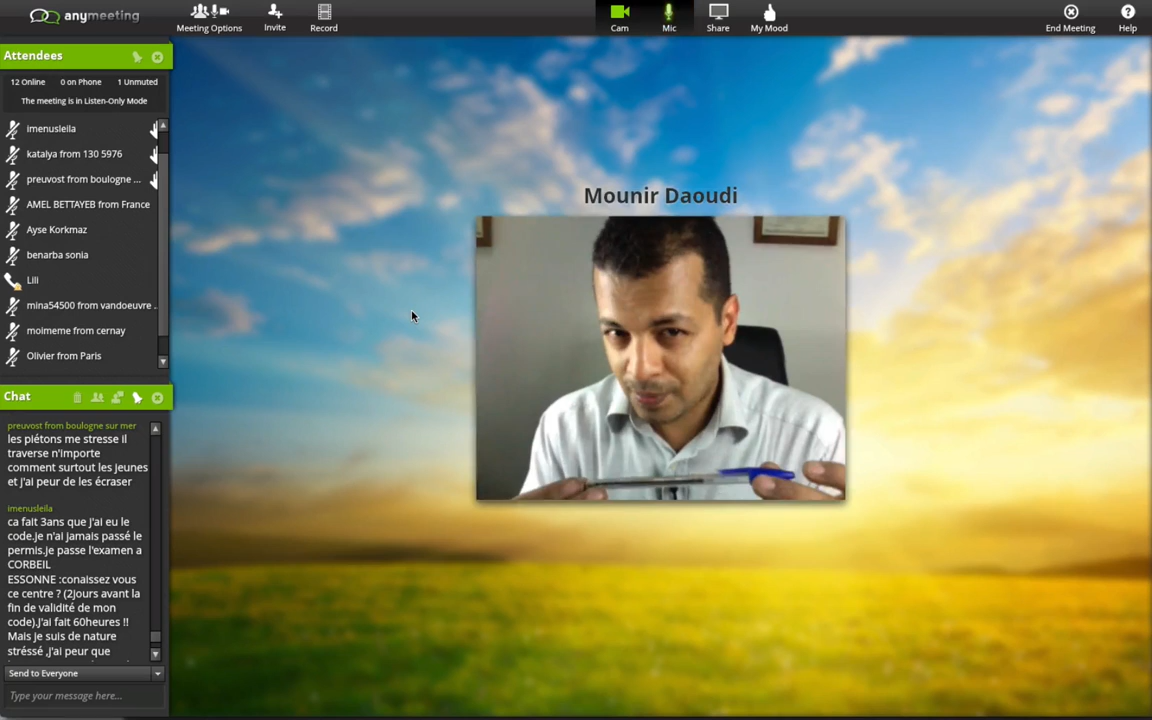 anymeeting
Meeting Options
Invite
Record
Cam
Mic
Share
My Mood
End Meeting
Help
Attendees
12 Online 0 on Phone 1 Unmuted
The meeting is in Listen-Only Mode
imenusleila
katalya from 130 5976
preuvost from boulogne ...
AMEL BETTAYEB from France
Ayse Korkmaz
benarba sonia
Lili
mina54500 from vandoeuvre
moimeme from cernay
Olivier from Paris
Mounir Daoudi
Chat
preuvost from boulogne sur mer
les piétons me stresse il
traverse n'importe
comment surtout les jeunes
et j'ai peur de les écraser
imenusleila
ca fait 3ans que j'ai eu le
code.je n'ai jamais passé le
permis.je passe l'examen a
CORBEIL
ESSONNE :conaissez vous
ce centre ? (2jours avant la
fin de validité de mon
code).J'ai fait 60heures !!
Mais je suis de nature
stréssé ,j'ai peur que
Send to Everyone
Type your message here...